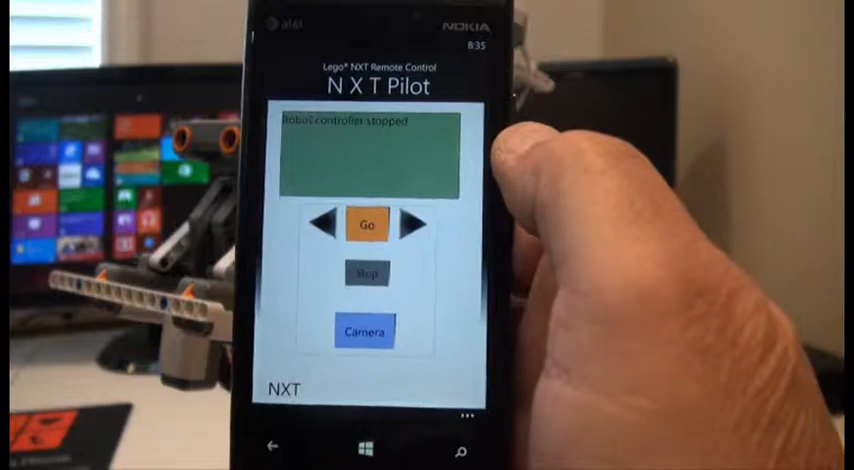 at&t
NOKIA
8:35
Lego® NXT Remote Control
N X T Pilot
Robot controller stopped
Go
Stop
Camera
NXT